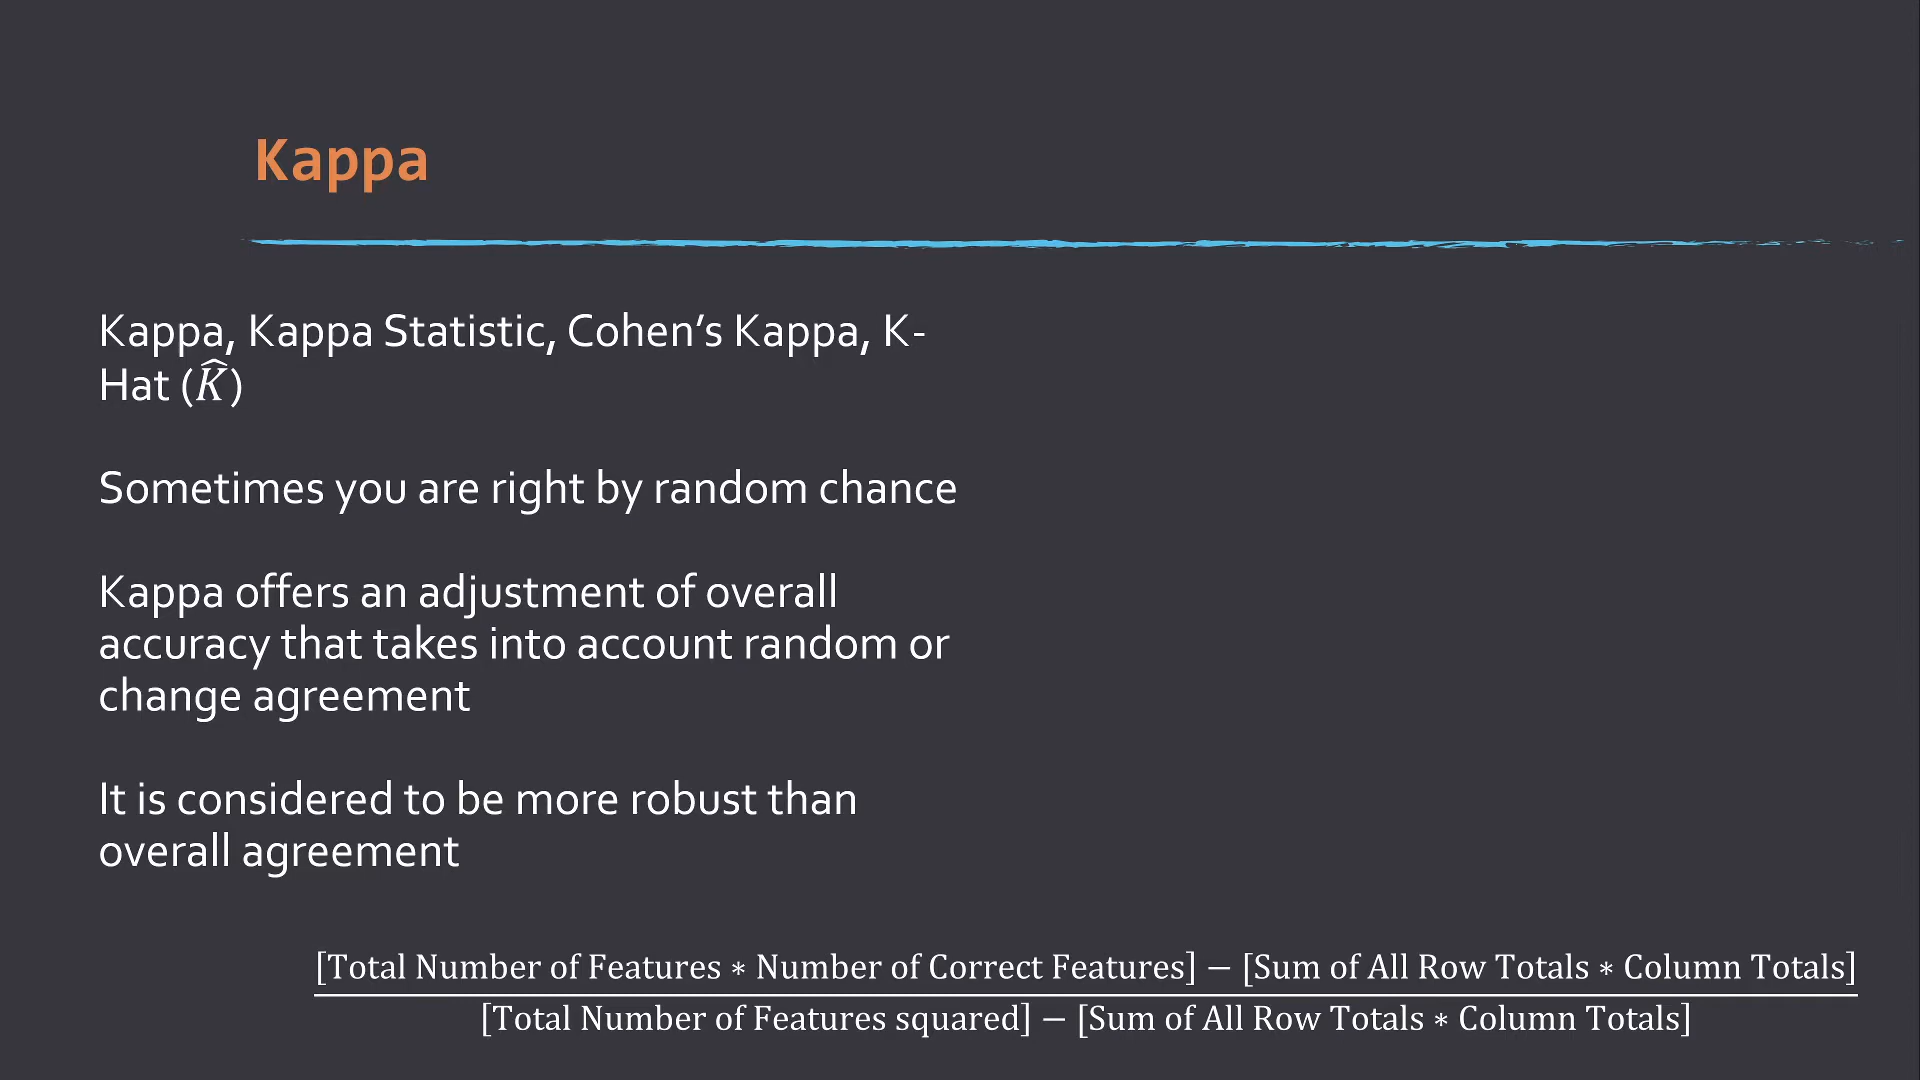 Kappa
Kappa, Kappa Statistic, Cohen’s Kappa, K-
Hat (K̂)
Sometimes you are right by random chance
Kappa offers an adjustment of overall
accuracy that takes into account random or
change agreement
It is considered to be more robust than
overall agreement
[Total Number of Features ∗ Number of Correct Features] − [Sum of All Row Totals ∗ Column Totals]
[Total Number of Features squared] − [Sum of All Row Totals ∗ Column Totals]